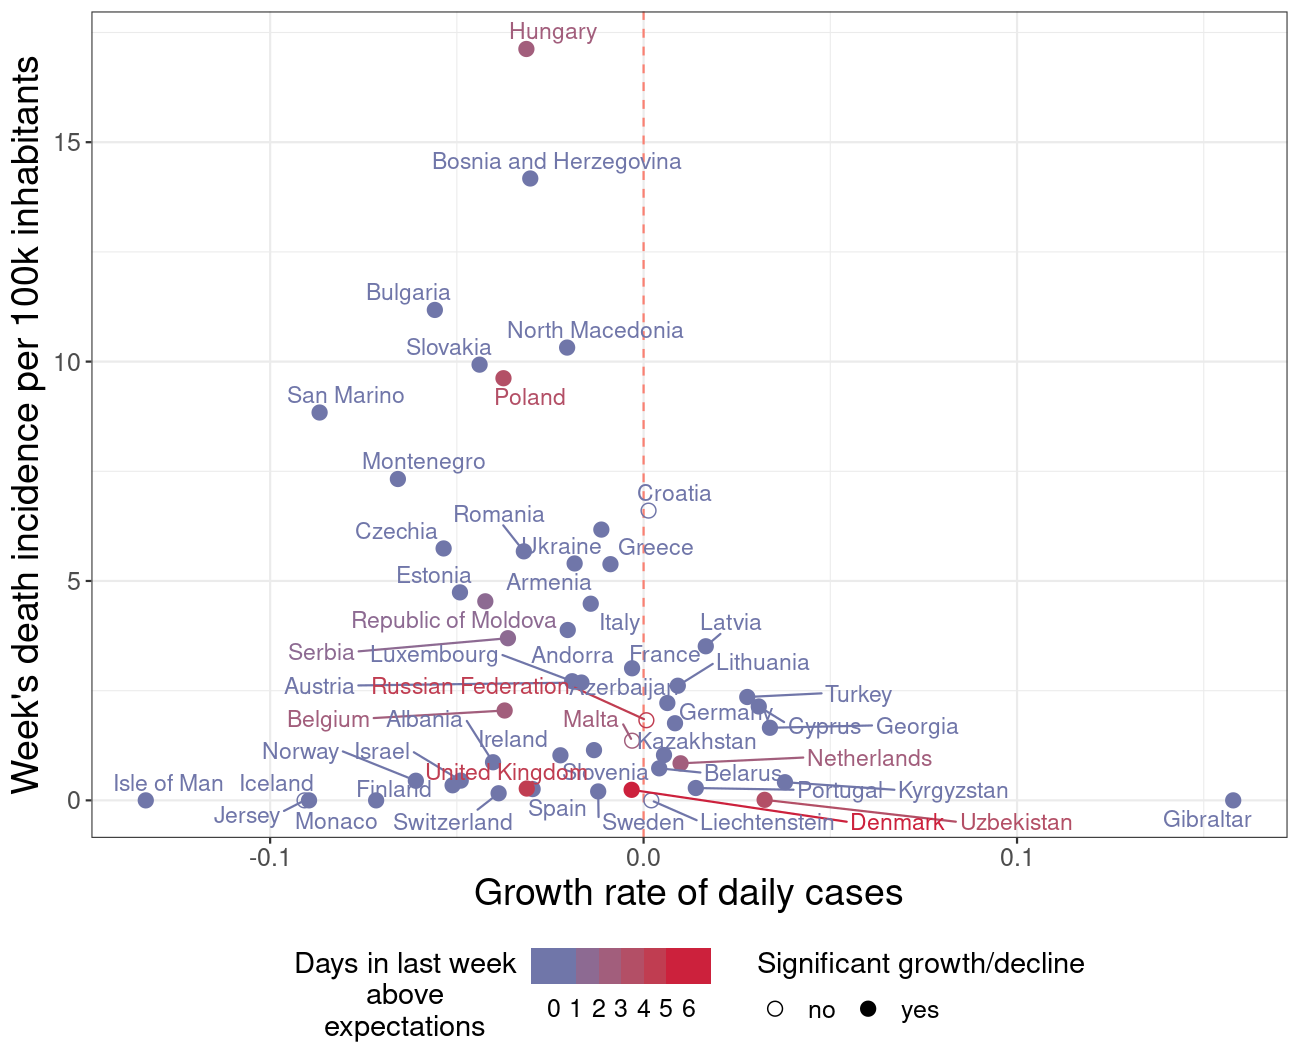 Hungary
15
Bosnia and Herzegovina
Bulgaria
North Macedonia
Slovakia
10
Poland
San Marino
Montenegro
Croatia
Romania
Czechia
Ukraine
Greece
5
Estonia
Armenia
Republic of Moldova
Italy
Latvia
Serbia
Luxembourg
Andorra
France
Lithuania
Austria
Russian Federation
Azerbaijan
Turkey
Belgium
Albania
Malta
Germany
Cyprus
Georgia
Ireland
Kazakhstan
Norway
Israel
Netherlands
United Kingdom
Slovenia
Belarus
Isle of Man
Iceland
Finland
Portugal
Kyrgyzstan
0
Spain
Jersey
Monaco
Switzerland
Sweden
Liechtenstein
Denmark
Uzbekistan
Gibraltar
Week's death incidence per 100k inhabitants
-0.1
0.0
0.1
Growth rate of daily cases
Days in last week
above
expectations
0 1 2 3 4 5 6
Significant growth/decline
no
yes